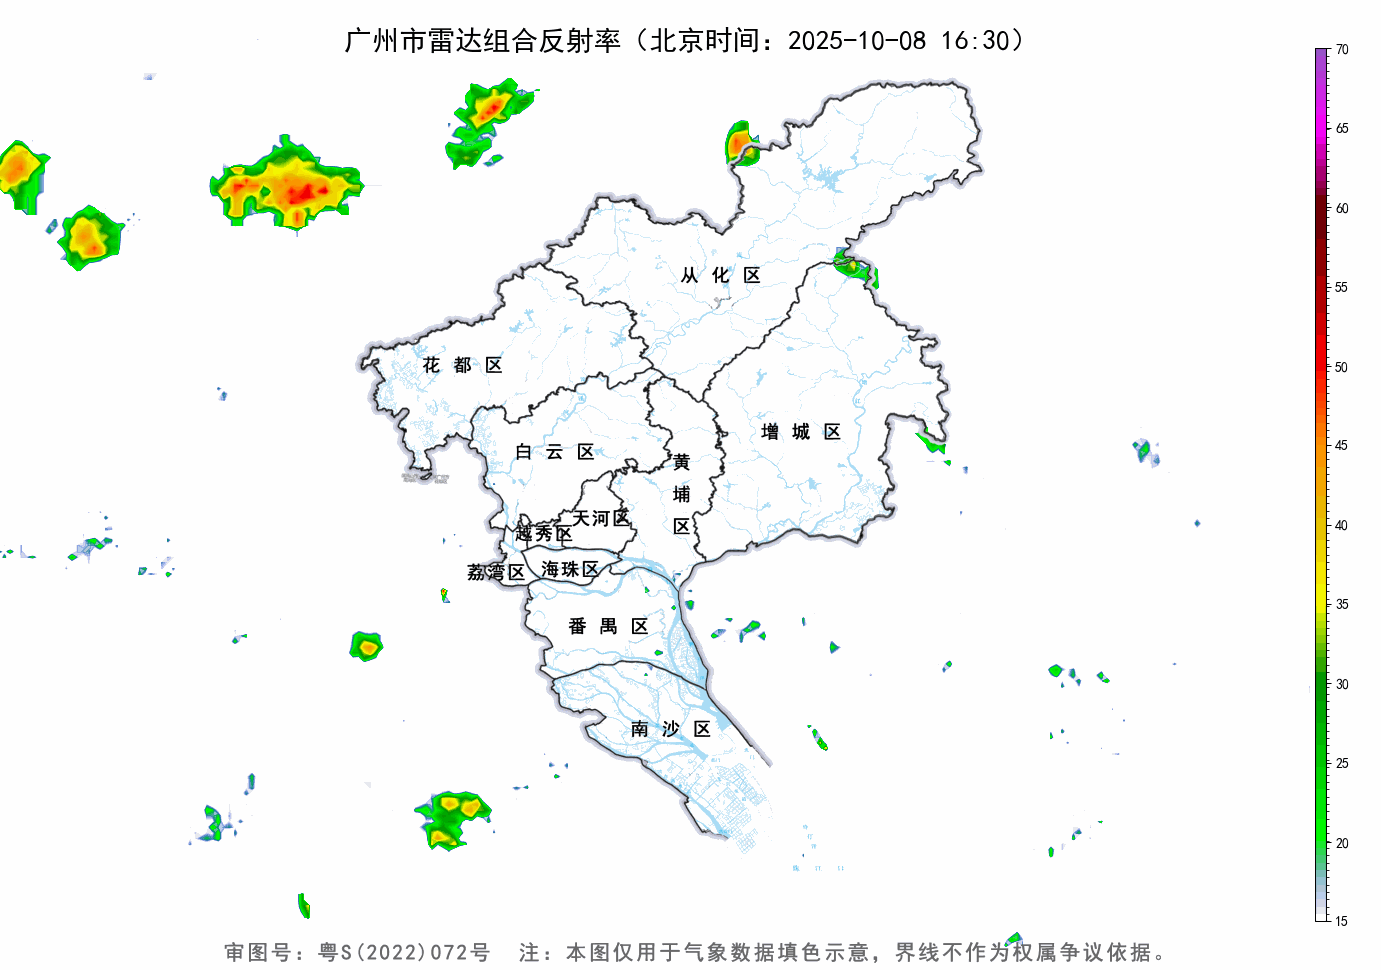 广州市雷达组合反射率（北京时间：2025-10-08 16:30）
70
65
60
55
50
45
40
35
30
25
20
15
从化区
花都区
增城区
白云区
黄埔区
天河区
越秀区
荔湾区
海珠区
番禺区
南沙区
审图号：粤S(2022)072号 注：本图仅用于气象数据填色示意，界线不作为权属争议依据。